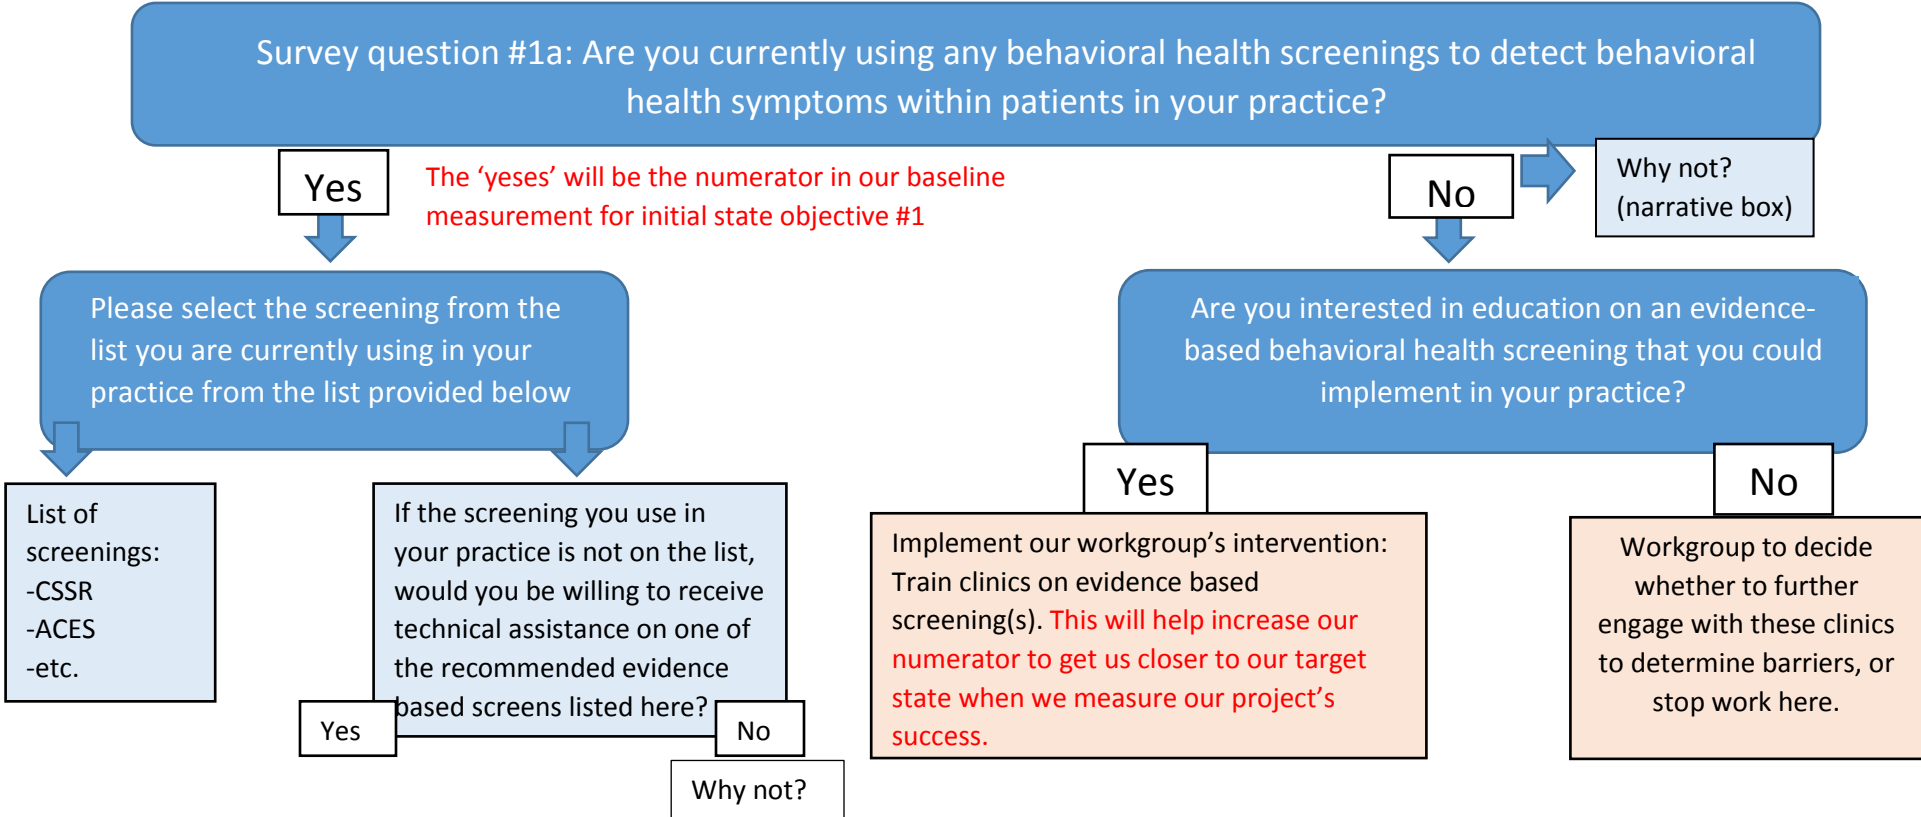 Survey question #1a: Are you currently using any behavioral health screenings to detect behavioral
health symptoms within patients in your practice?
Yes
The ‘yeses’ will be the numerator in our baseline
measurement for initial state objective #1
No
Why not?
(narrative box)
Please select the screening from the
list you are currently using in your
practice from the list provided below
Are you interested in education on an evidence-
based behavioral health screening that you could
implement in your practice?
List of
screenings:
-CSSR
-ACES
-etc.
If the screening you use in
your practice is not on the list,
would you be willing to receive
technical assistance on one of
the recommended evidence
based screens listed here?
Yes
No
Why not?
Yes
Implement our workgroup’s intervention:
Train clinics on evidence based
screening(s). This will help increase our
numerator to get us closer to our target
state when we measure our project’s
success.
No
Workgroup to decide
whether to further
engage with these clinics
to determine barriers, or
stop work here.